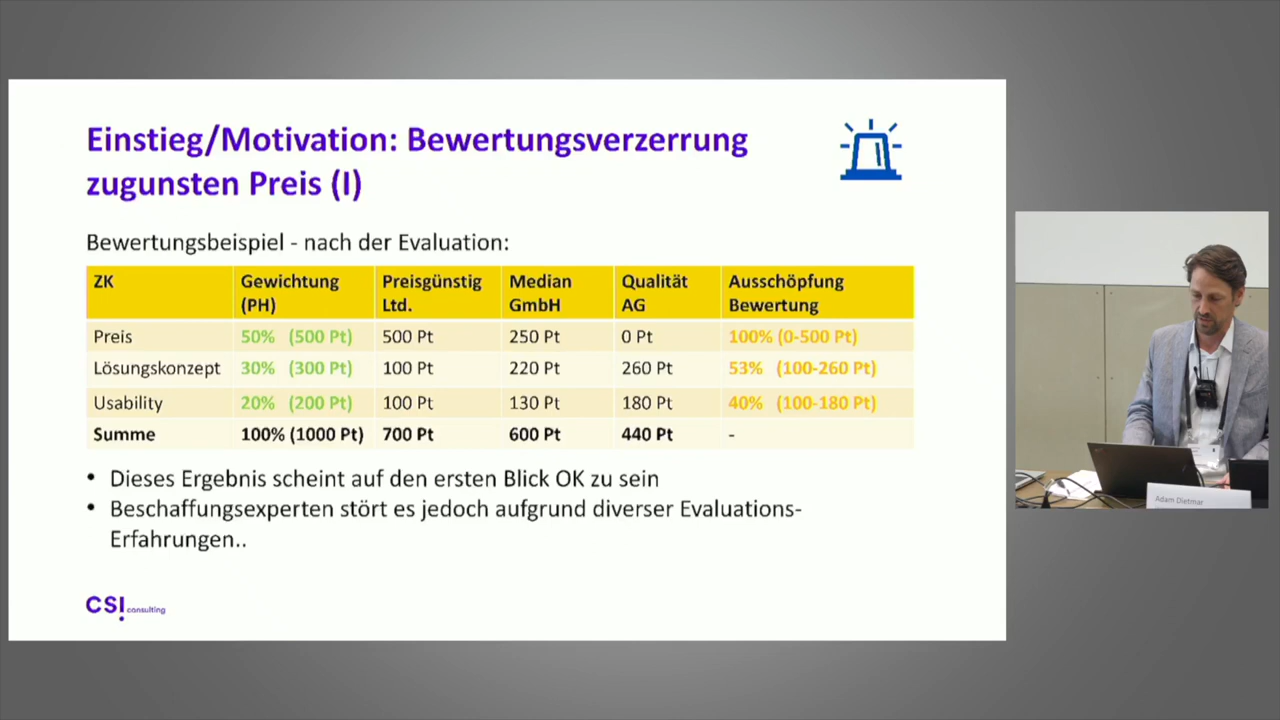 Einstieg/Motivation: Bewertungsverzerrung
zugunsten Preis (I)
Bewertungsbeispiel - nach der Evaluation:
ZK Gewichtung (PH) Preisgünstig Ltd. Median GmbH Qualität AG Ausschöpfung Bewertung
Preis 50% (500 Pt) 500 Pt 250 Pt 0 Pt 100% (0-500 Pt)
Lösungskonzept 30% (300 Pt) 100 Pt 220 Pt 260 Pt 53% (100-260 Pt)
Usability 20% (200 Pt) 100 Pt 130 Pt 180 Pt 40% (100-180 Pt)
Summe 100% (1000 Pt) 700 Pt 600 Pt 440 Pt -
• Dieses Ergebnis scheint auf den ersten Blick OK zu sein
• Beschaffungsexperten stört es jedoch aufgrund diverser Evaluations-
Erfahrungen..
CSI consulting
Adam Dietmar